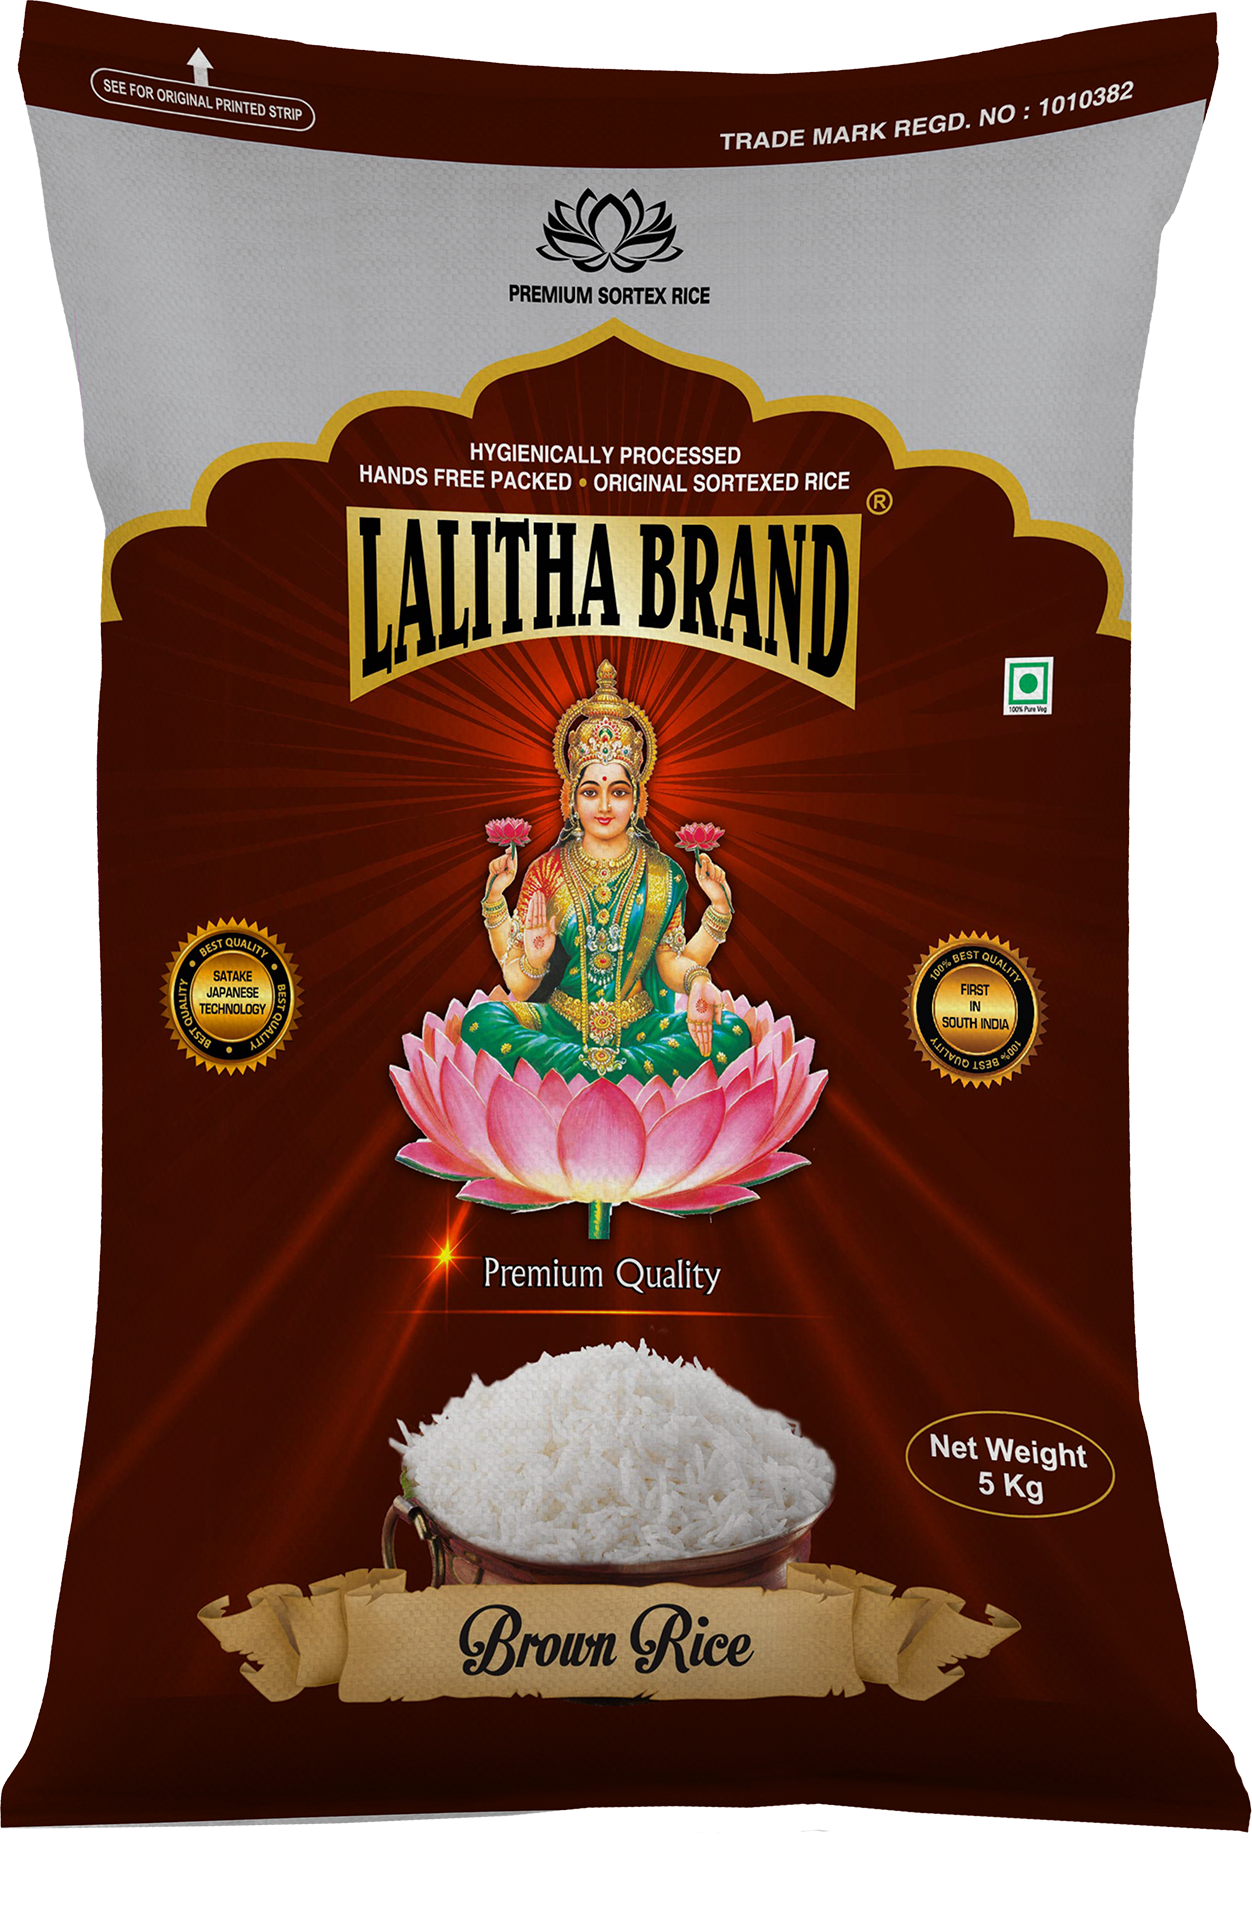 SEE FOR ORIGINAL PRINTED STRIP
TRADE MARK REGD. NO : 1010382
PREMIUM SORTEX RICE
HYGIENICALLY PROCESSED
HANDS FREE PACKED • ORIGINAL SORTEXED RICE
LALITHA BRAND
®
100% Pure Veg
BEST QUALITY • BEST QUALITY • BEST QUALITY •
SATAKE
JAPANESE
TECHNOLOGY
100% BEST QUALITY
100% BEST QUALITY
FIRST
IN
SOUTH INDIA
Premium Quality
Net Weight
5 Kg
Brown Rice